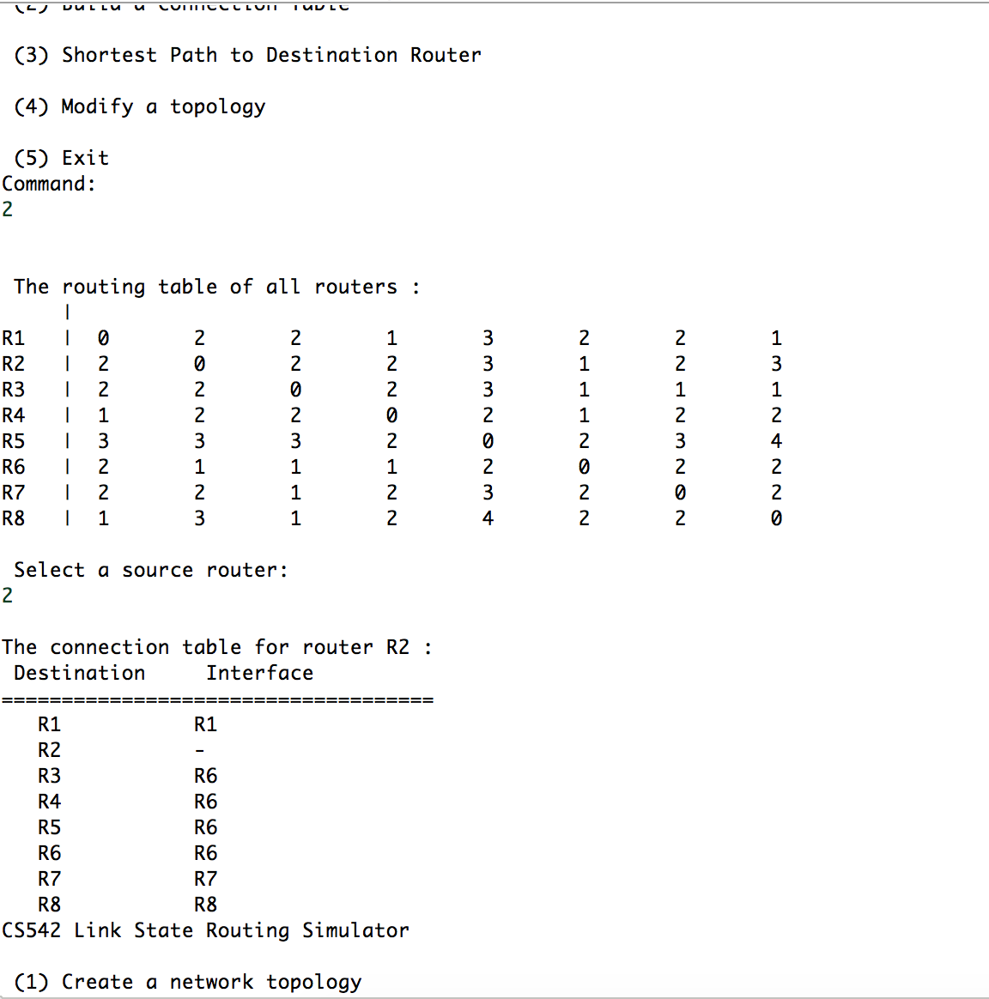 (2) Build a Connection Table
(3) Shortest Path to Destination Router
(4) Modify a topology
(5) Exit
Command:
2
The routing table of all routers :
|
R1 | 0 2 2 1 3 2 2 1
R2 | 2 0 2 2 3 1 2 3
R3 | 2 2 0 2 3 1 1 1
R4 | 1 2 2 0 2 1 2 2
R5 | 3 3 3 2 0 2 3 4
R6 | 2 1 1 1 2 0 2 2
R7 | 2 2 1 2 3 2 0 2
R8 | 1 3 1 2 4 2 2 0
Select a source router:
2
The connection table for router R2 :
Destination Interface
====================================
R1 R1
R2 -
R3 R6
R4 R6
R5 R6
R6 R6
R7 R7
R8 R8
CS542 Link State Routing Simulator
(1) Create a network topology